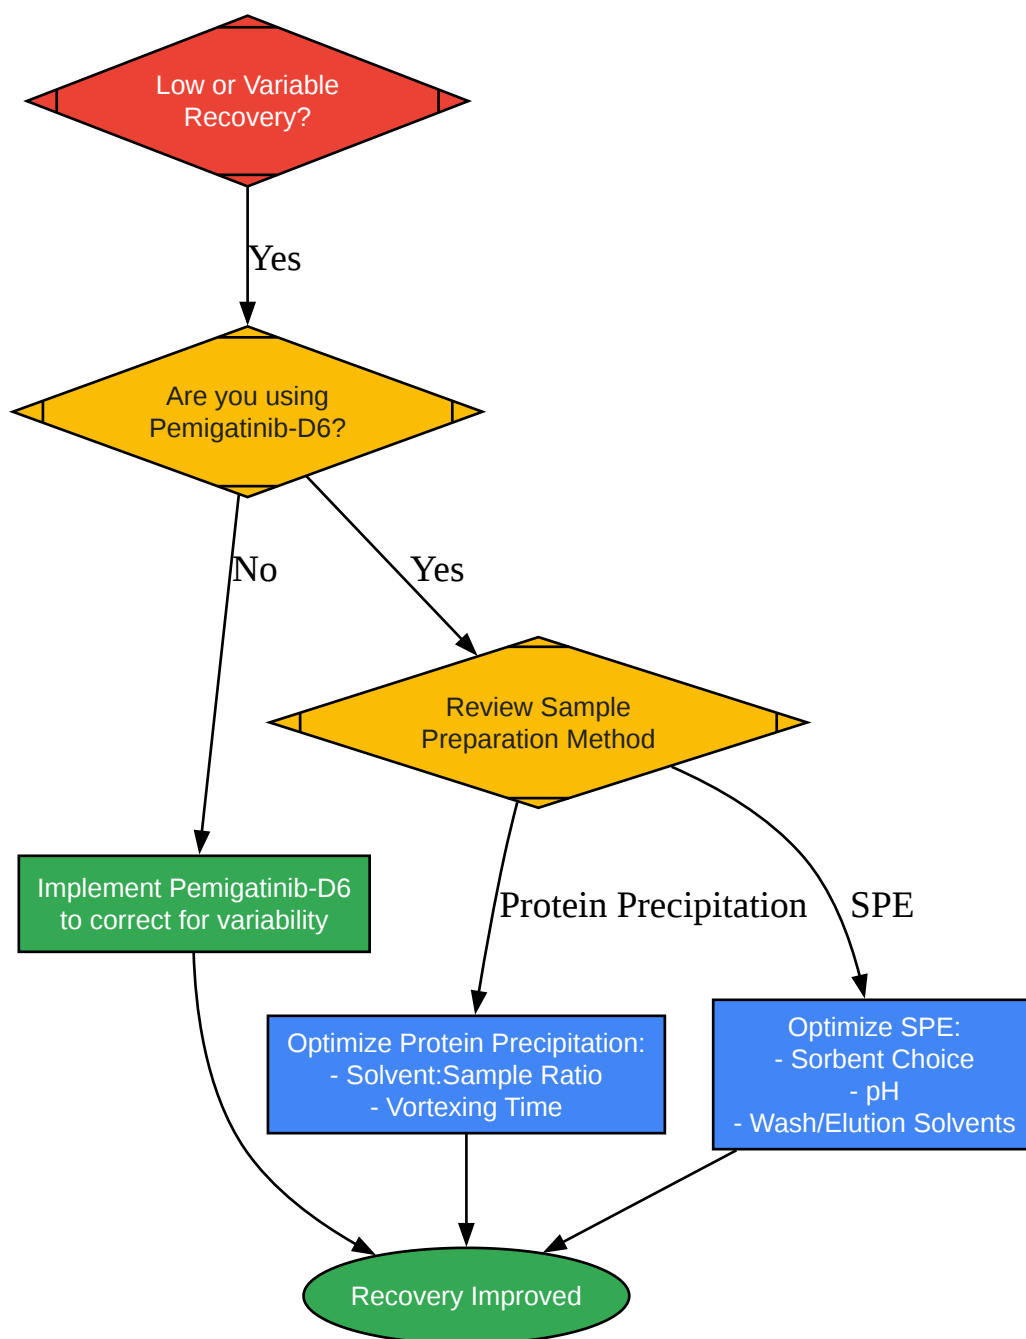 Low or Variable
Recovery?
Yes
Are you using
Pemigatinib-D6?
No
Yes
Review Sample
Preparation Method
Implement Pemigatinib-D6
to correct for variability
Protein Precipitation
SPE
Optimize Protein Precipitation:
- Solvent:Sample Ratio
- Vortexing Time
Optimize SPE:
- Sorbent Choice
- pH
- Wash/Elution Solvents
Recovery Improved